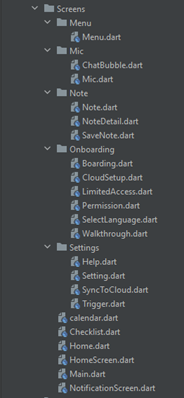 Screens
Menu
Menu.dart
Mic
ChatBubble.dart
Mic.dart
Note
Note.dart
NoteDetail.dart
SaveNote.dart
Onboarding
Boarding.dart
CloudSetup.dart
LimitedAccess.dart
Permission.dart
SelectLanguage.dart
Walkthrough.dart
Settings
Help.dart
Setting.dart
SyncToCloud.dart
Trigger.dart
calendar.dart
Checklist.dart
Home.dart
HomeScreen.dart
Main.dart
NotificationScreen.dart